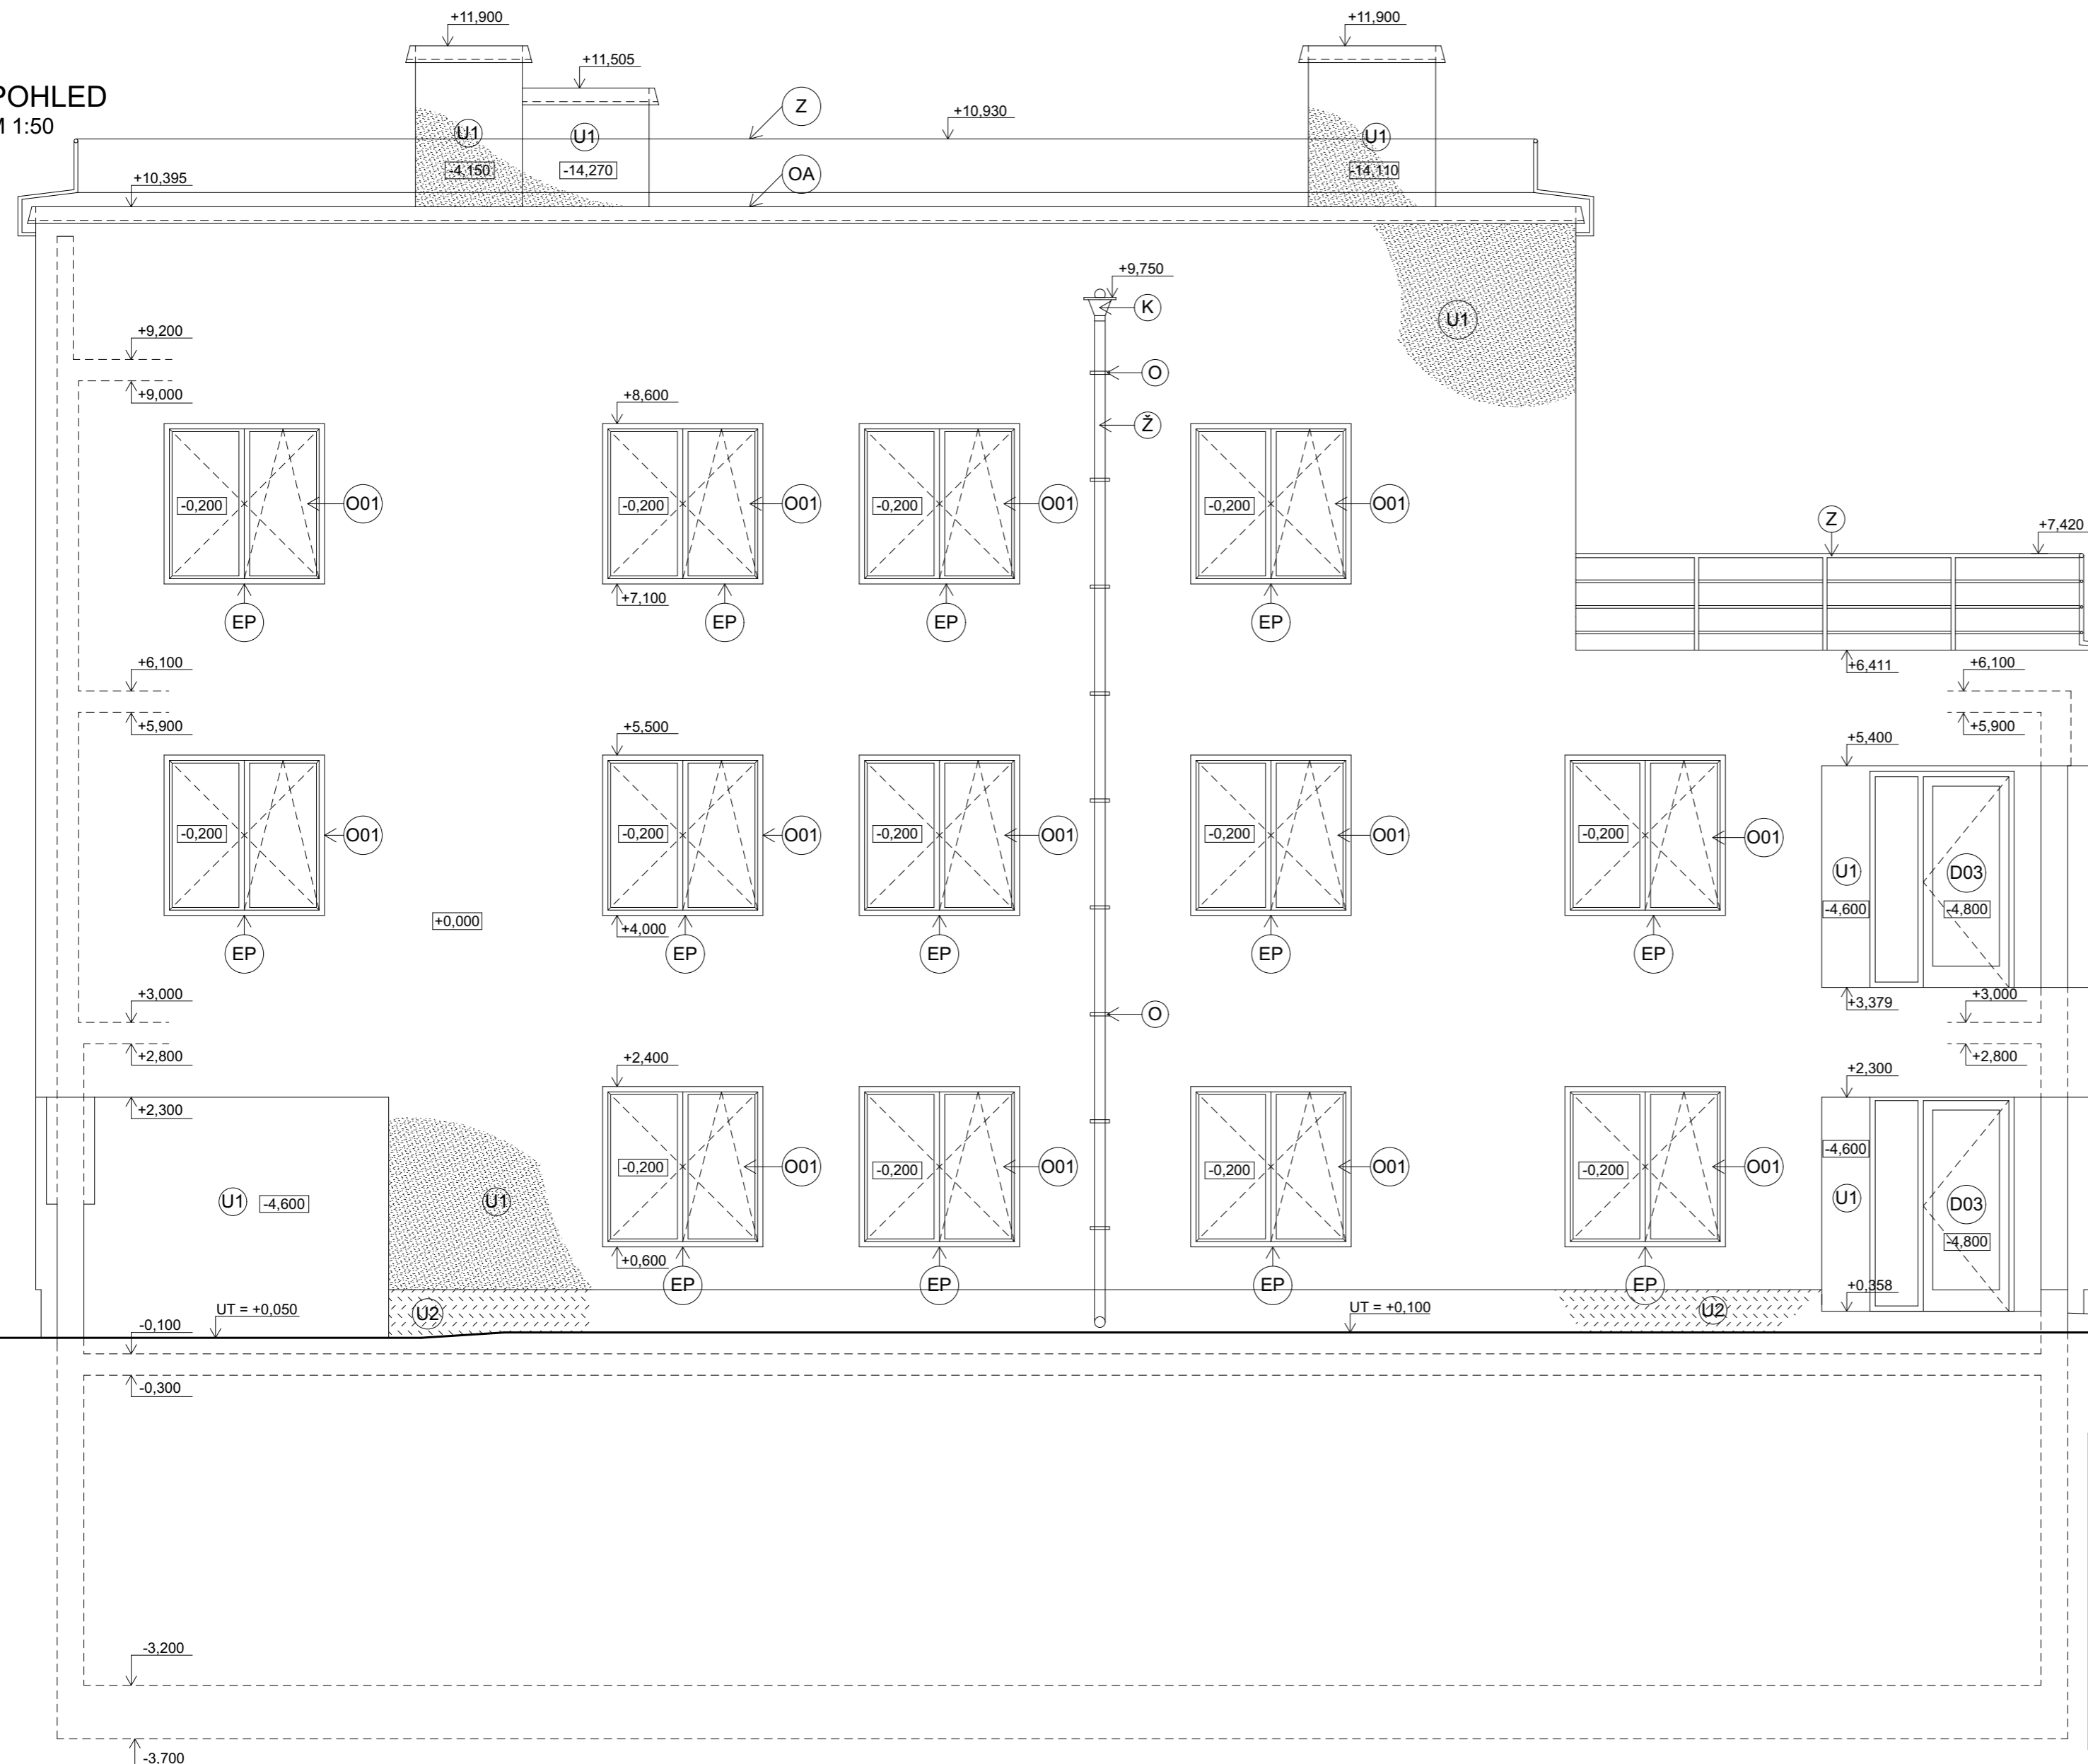 +11,900
+11,900
+11,505
POHLED
1:50
Z
+10,930
U1
U1
U1
-4,150
-14,270
-14,110
OA
+10,395
+9,750
K
U1
+9,200
O
+9,000
+8,600
Ž
-0,200
O01
-0,200
O01
-0,200
O01
-0,200
O01
Z
+7,420
+7,100
EP
EP
EP
EP
+6,100
+6,411
+6,100
+5,900
+5,500
+5,900
+5,400
-0,200
O01
-0,200
O01
-0,200
O01
-0,200
O01
-0,200
O01
U1
D03
-4,600
-4,800
+0,000
+4,000
EP
EP
EP
EP
EP
+3,000
+3,379
+3,000
O
+2,800
+2,400
+2,800
+2,300
+2,300
-4,600
-0,200
O01
-0,200
O01
-0,200
O01
-0,200
O01
U1
-4,600
U1
U1
D03
-4,800
+0,600
EP
EP
EP
EP
+0,358
UT = +0,050
U2
UT = +0,100
U2
-0,100
-0,300
-3,200
-3,700